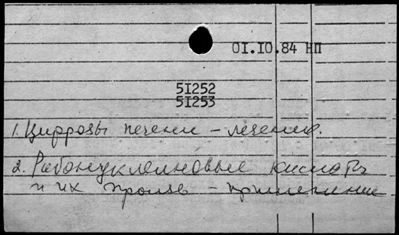 01.10.84 НП
51252
51253
1. Циррозы печени – лечение.
2. Рибонуклеиновые кислоты
и их произв – применение